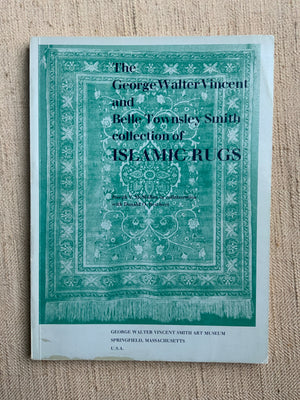 The
George Walter Vincent
and
Belle Townsley Smith
collection of
ISLAMIC RUGS
GEORGE WALTER VINCENT SMITH ART MUSEUM
SPRINGFIELD, MASSACHUSETTS
U.S.A.